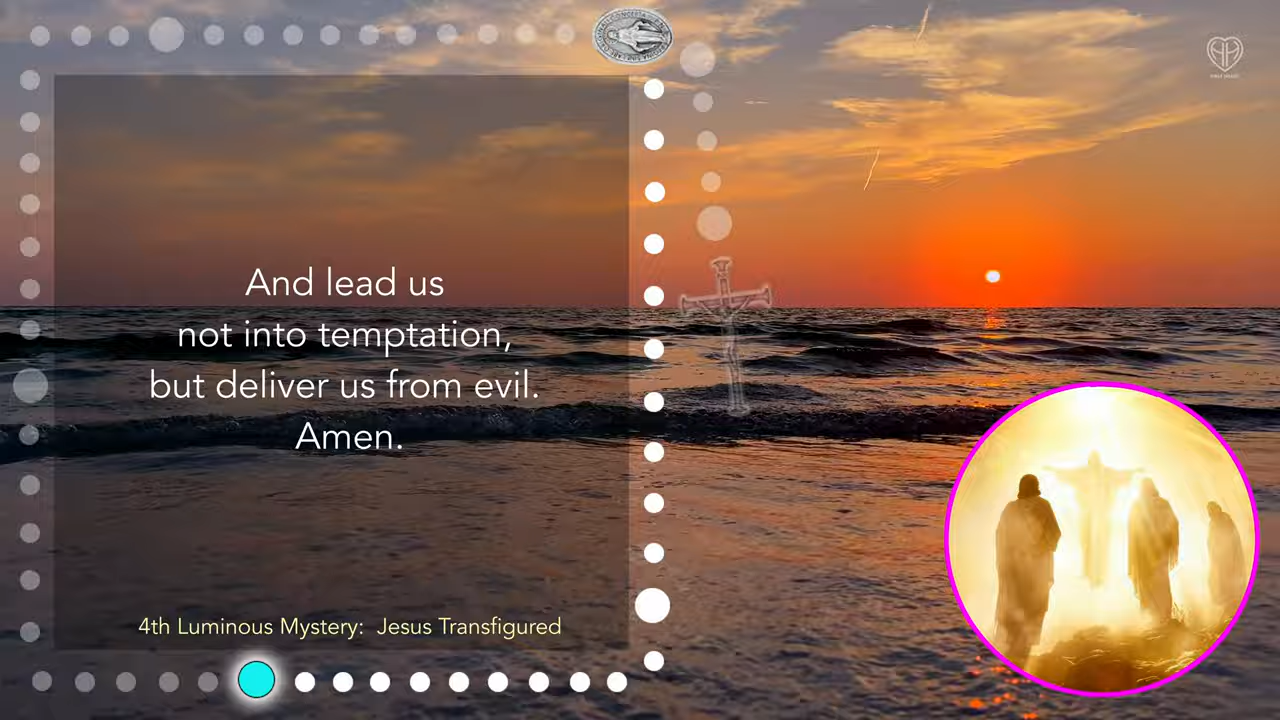 And lead us
not into temptation,
but deliver us from evil.
Amen.
4th Luminous Mystery: Jesus Transfigured